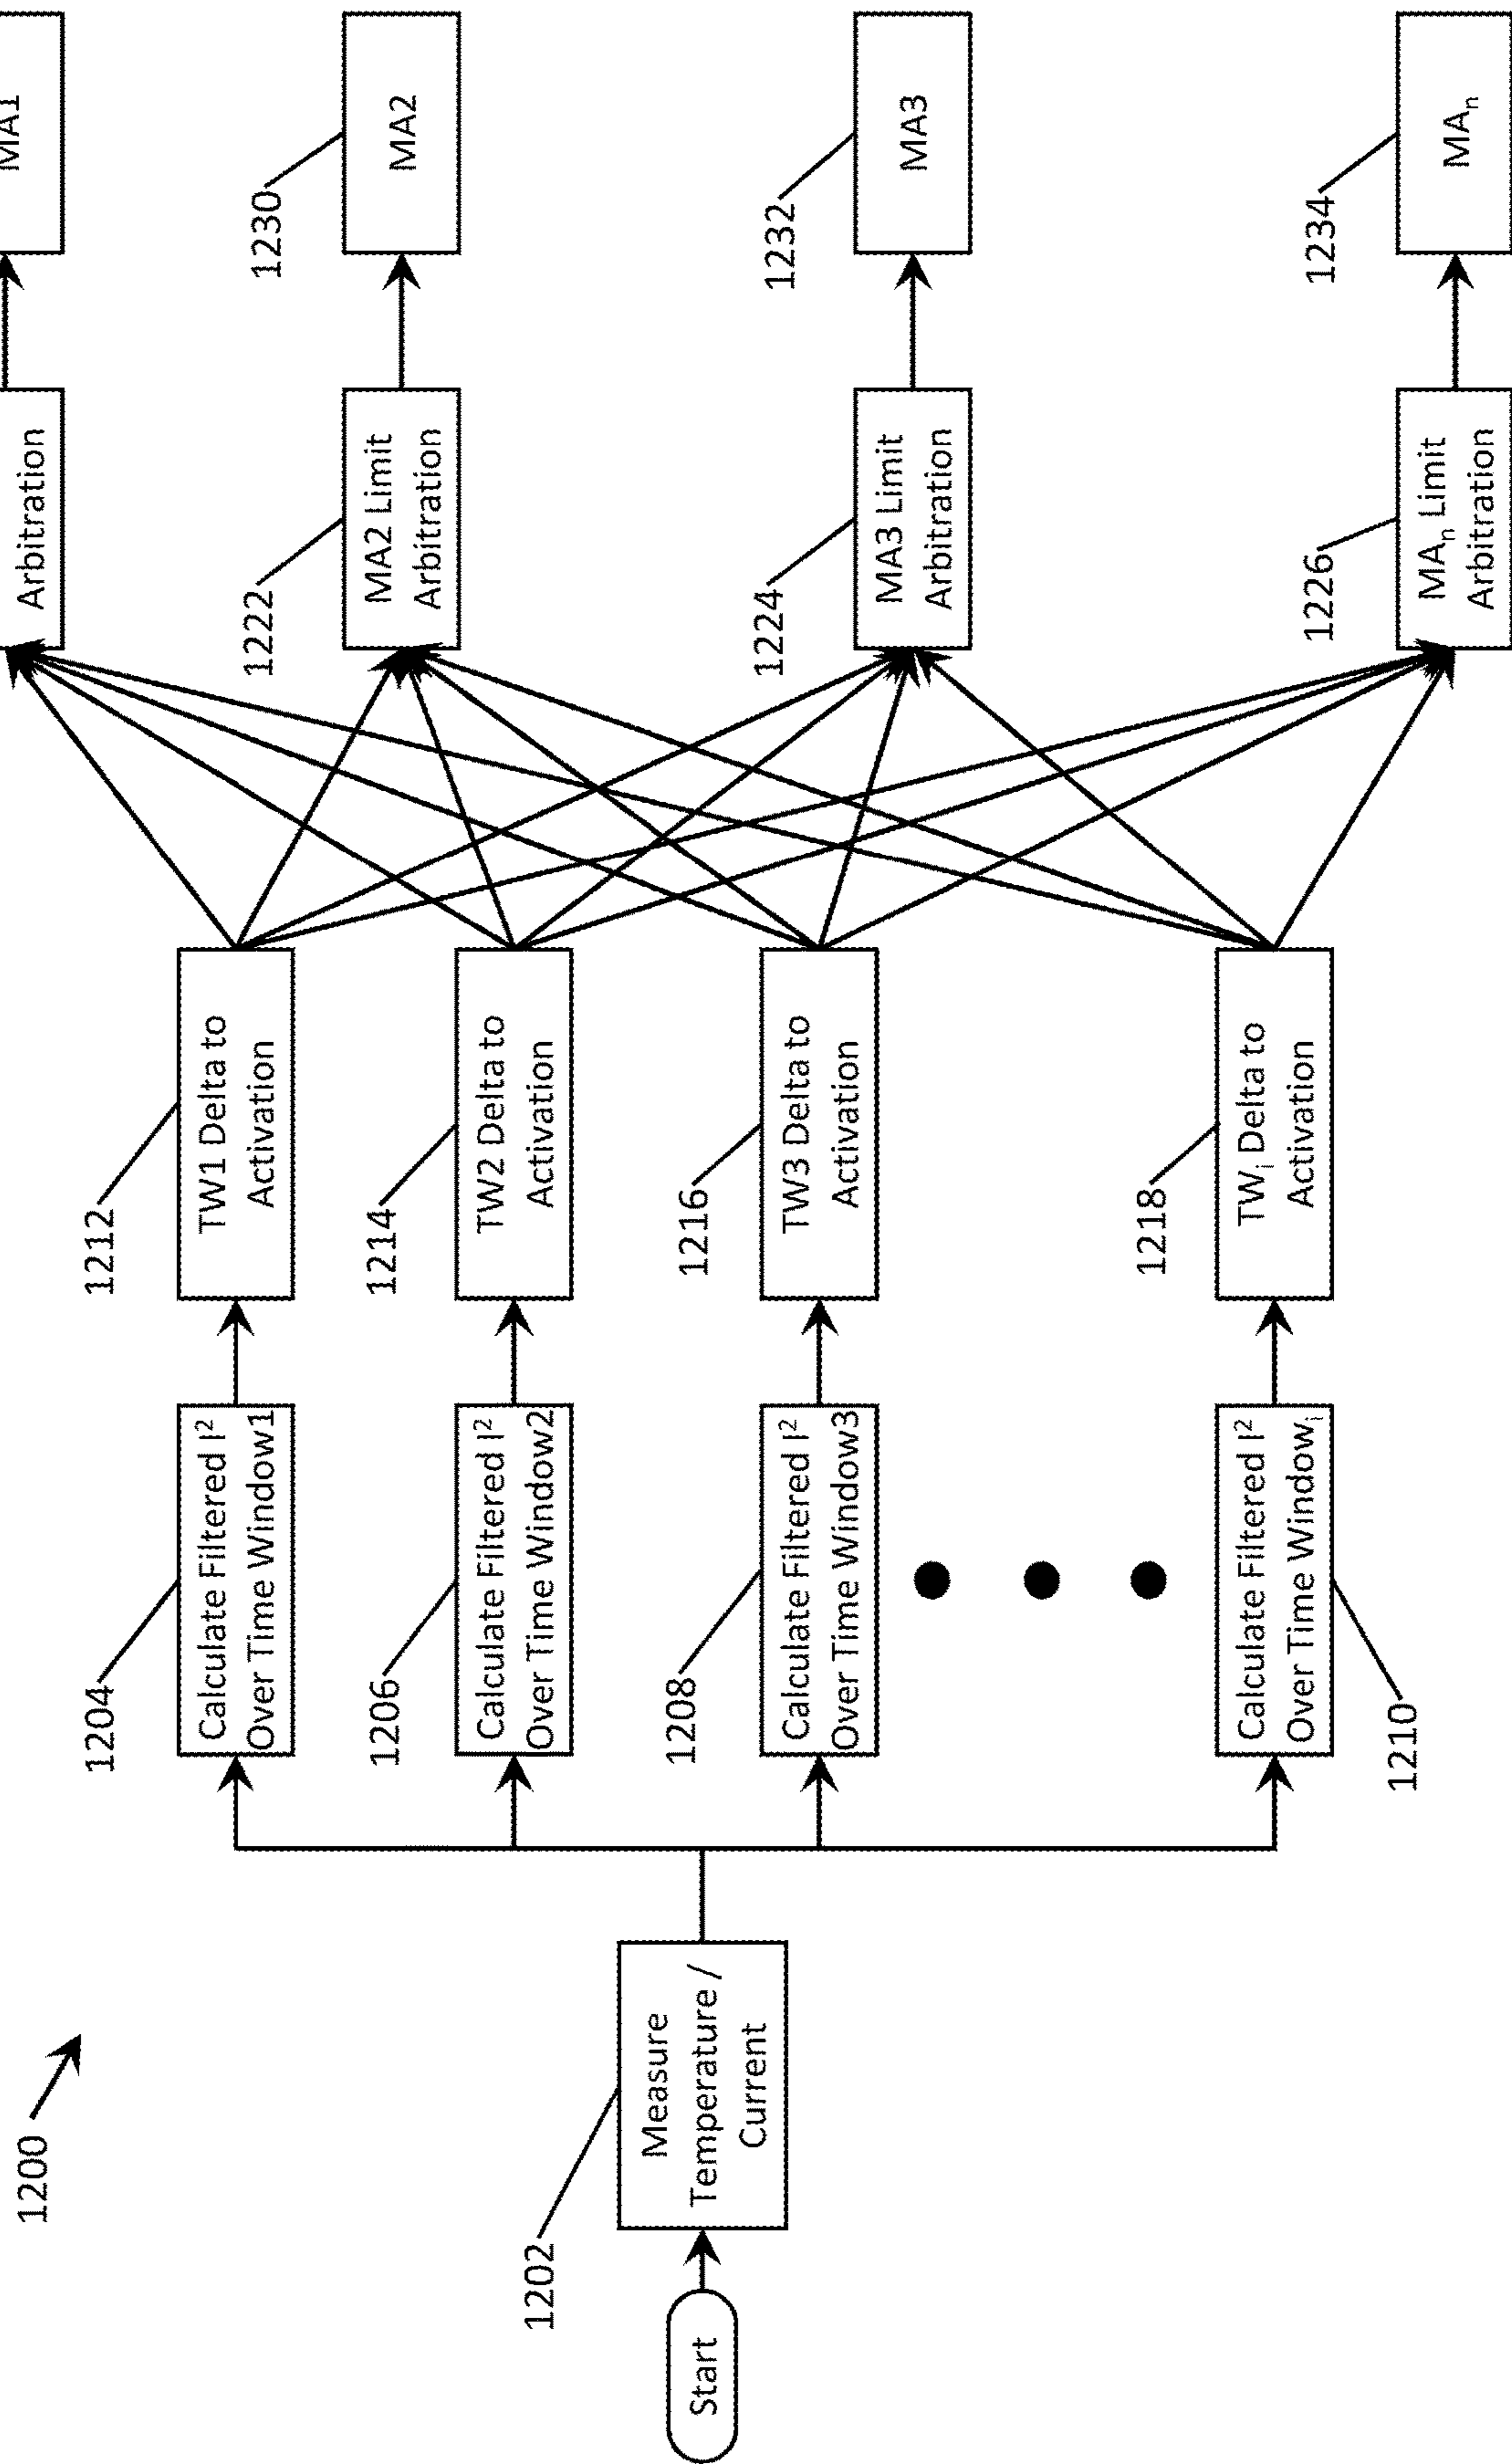 1200
Start
1202
Measure
Temperature /
Current
1204
Calculate Filtered I²
Over Time Window1
1206
Calculate Filtered I²
Over Time Window2
1208
Calculate Filtered I²
Over Time Window3
Calculate Filtered I²
Over Time Windowᵢ
1210
1212
TW1 Delta to
Activation
1214
TW2 Delta to
Activation
1216
TW3 Delta to
Activation
1218
TWᵢ Delta to
Activation
Arbitration
1222
MA2 Limit
Arbitration
1224
MA3 Limit
Arbitration
1226
MAₙ Limit
Arbitration
MA1
1230
MA2
1232
MA3
1234
MAₙ